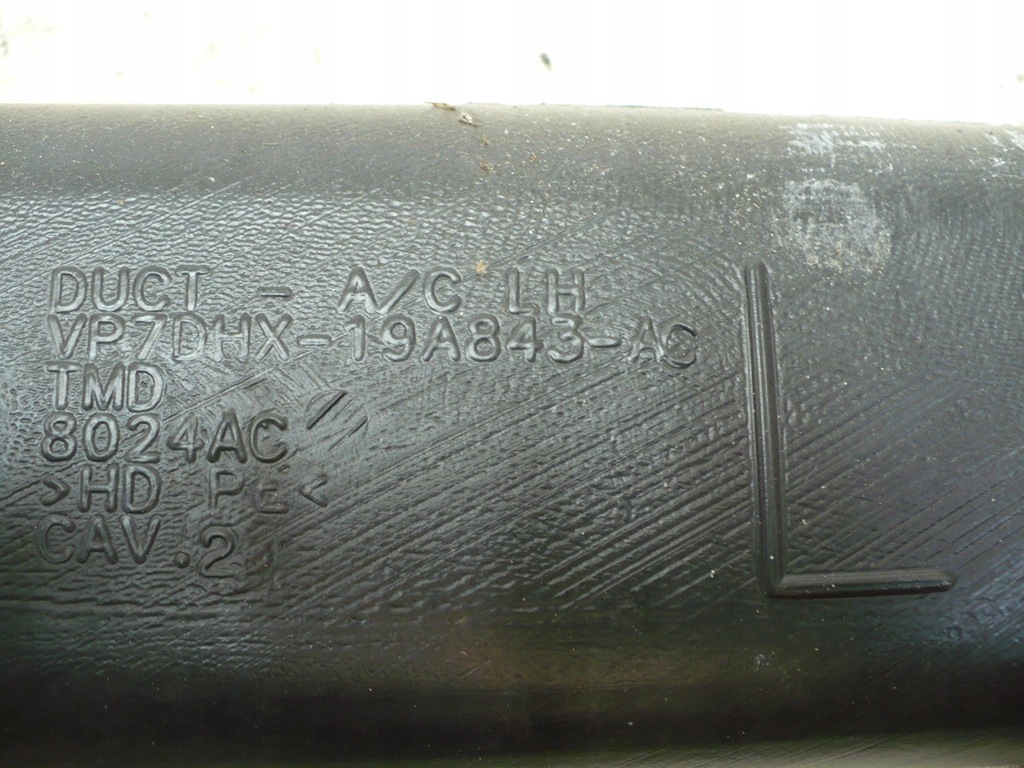 DUCT - A/C LH
VP7DHX-19A843-AC
TMD
8024AC
>HD PE<
CAV.2
L